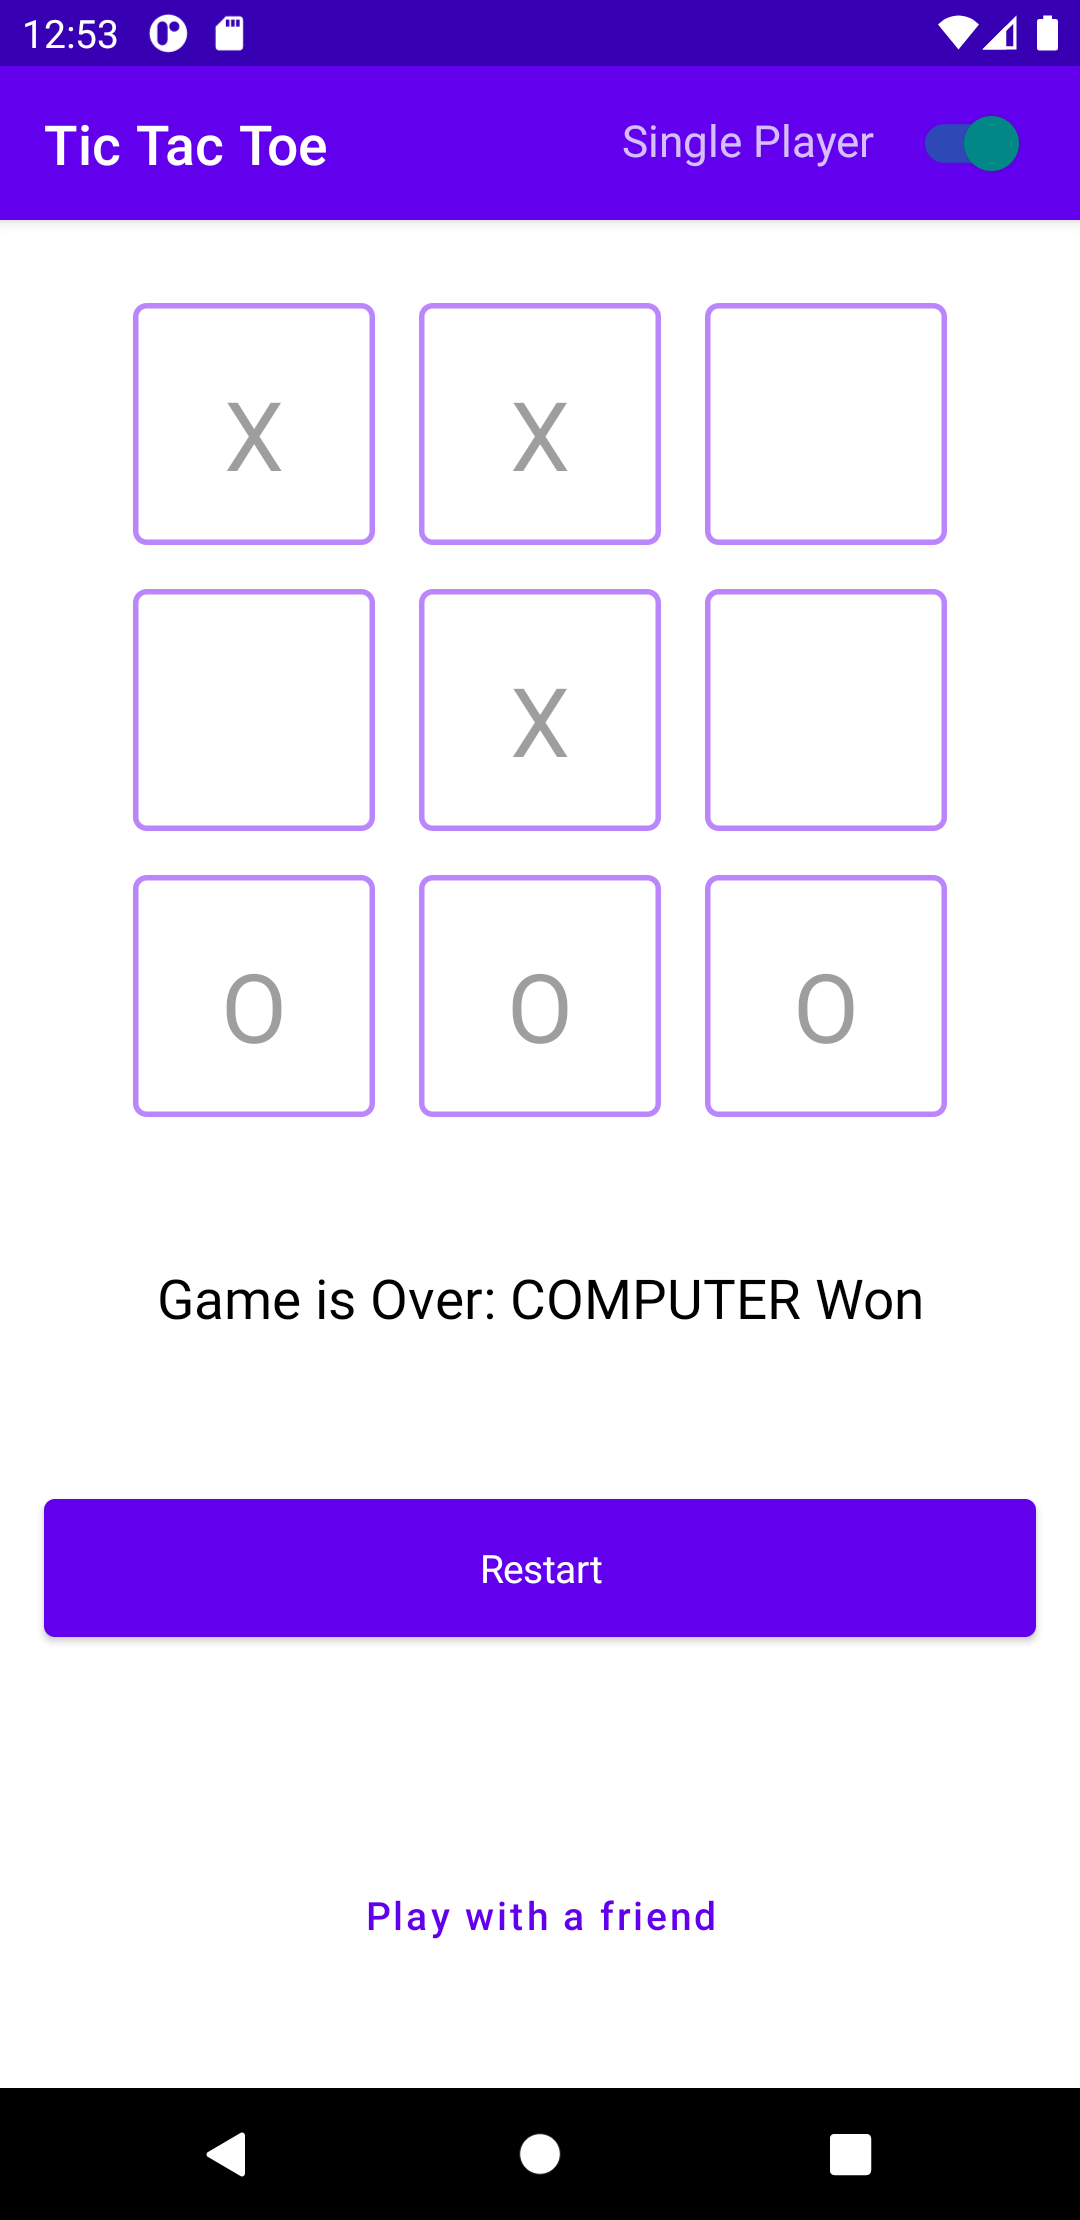 12:53
Tic Tac Toe
Single Player
X X
X
O O O
Game is Over: COMPUTER Won
Restart
Play with a friend